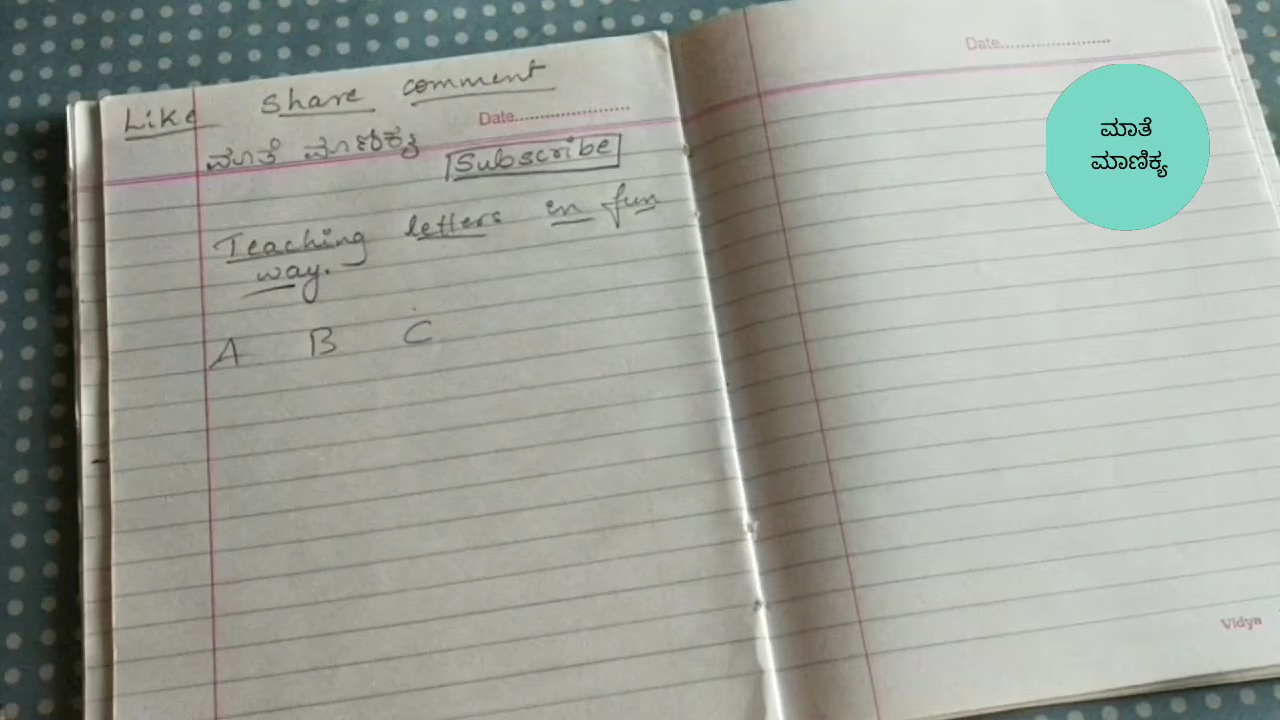 Like Share comment
Date......................
ಮಾತೆ ಮಾಣಿಕ್ಯ
Subscribe
Teaching letters in fun
way.
A B C
Date......................
ಮಾತೆ
ಮಾಣಿಕ್ಯ
Vidya